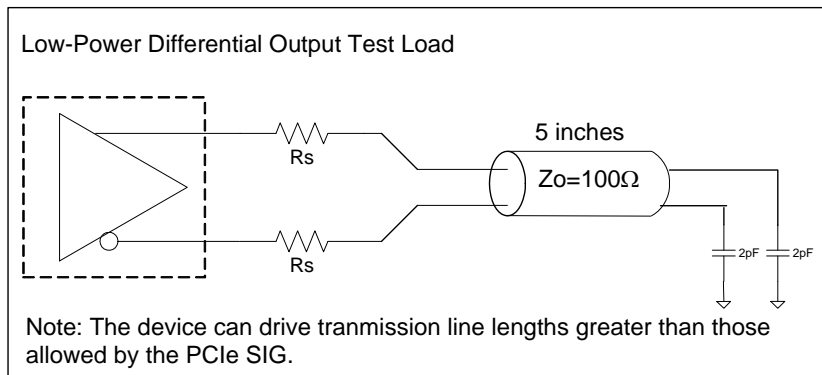 Low-Power Differential Output Test Load
5 inches
Rs
Zo=100Ω
Rs
2pF 2pF
Note: The device can drive tranmission line lengths greater than those
allowed by the PCIe SIG.